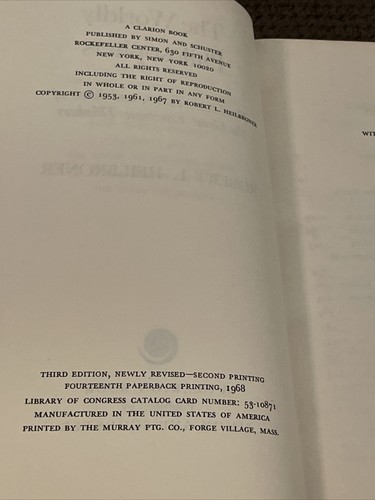 A CLARION BOOK
PUBLISHED BY SIMON AND SCHUSTER
ROCKEFELLER CENTER, 630 FIFTH AVENUE
NEW YORK, NEW YORK 10020
ALL RIGHTS RESERVED
INCLUDING THE RIGHT OF REPRODUCTION
IN WHOLE OR IN PART IN ANY FORM
COPYRIGHT © 1953, 1961, 1967 BY ROBERT L. HEILBRONER
THIRD EDITION, NEWLY REVISED—SECOND PRINTING
FOURTEENTH PAPERBACK PRINTING, 1968
LIBRARY OF CONGRESS CATALOG CARD NUMBER: 53-10871
MANUFACTURED IN THE UNITED STATES OF AMERICA
PRINTED BY THE MURRAY PTG. CO., FORGE VILLAGE, MASS.